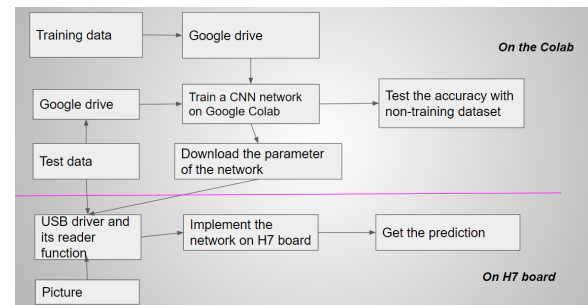 Training data
Google drive
On the Colab
Google drive
Train a CNN network
on Google Colab
Test the accuracy with
non-training dataset
Test data
Download the parameter
of the network
USB driver and
its reader
function
Implement the
network on H7 board
Get the prediction
Picture
On H7 board